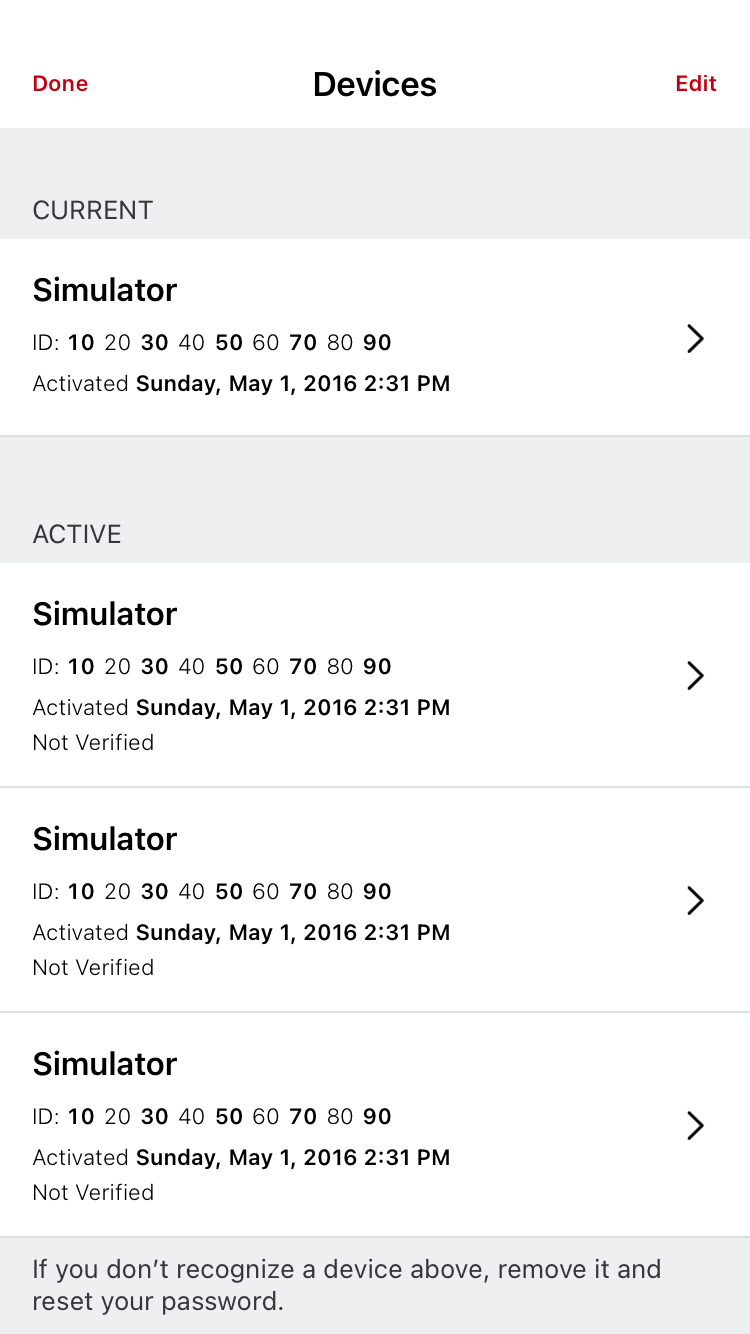 Done Devices Edit
CURRENT
Simulator
ID: 10 20 30 40 50 60 70 80 90
Activated Sunday, May 1, 2016 2:31 PM
ACTIVE
Simulator
ID: 10 20 30 40 50 60 70 80 90
Activated Sunday, May 1, 2016 2:31 PM
Not Verified
Simulator
ID: 10 20 30 40 50 60 70 80 90
Activated Sunday, May 1, 2016 2:31 PM
Not Verified
Simulator
ID: 10 20 30 40 50 60 70 80 90
Activated Sunday, May 1, 2016 2:31 PM
Not Verified
If you don’t recognize a device above, remove it and
reset your password.